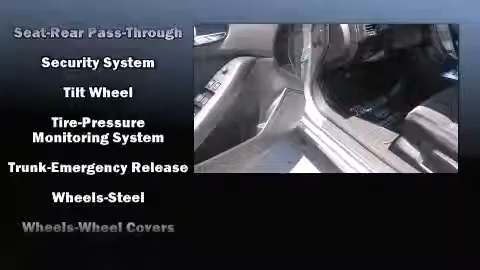 Seat-Rear Pass-Through
Security System
Tilt Wheel
Tire-Pressure
Monitoring System
Trunk-Emergency Release
Wheels-Steel
Wheels-Wheel Covers